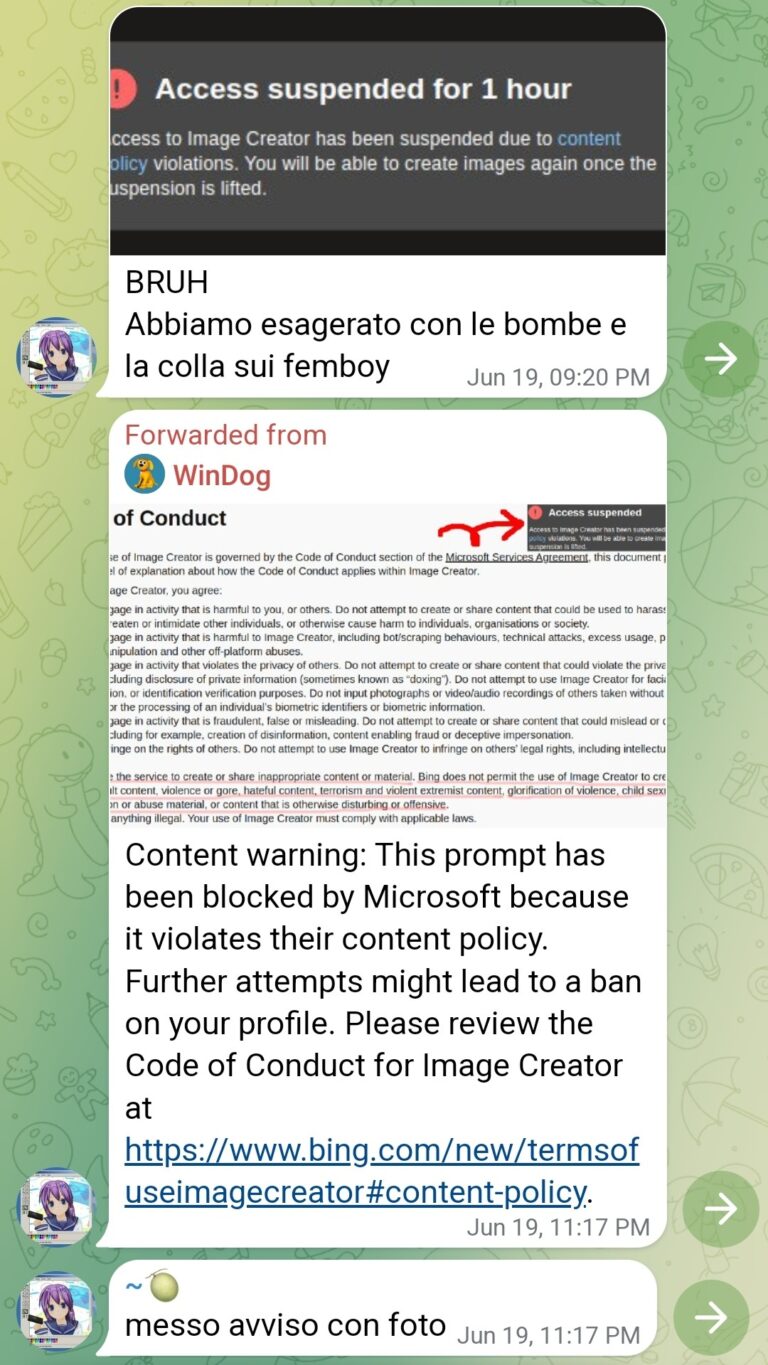 Access suspended for 1 hour
ccess to Image Creator has been suspended due to content
olicy violations. You will be able to create images again once the
uspension is lifted.
BRUH
Abbiamo esagerato con le bombe e
la colla sui femboy
Jun 19, 09:20 PM
Forwarded from
WinDog
of Conduct
Access suspended
Access to Image Creator has been suspended
policy violations. You will be able to create ima
suspension is lifted.
se of Image Creator is governed by the Code of Conduct section of the Microsoft Services Agreement, this document p
el of explanation about how the Code of Conduct applies within Image Creator.
age Creator, you agree:
gage in activity that is harmful to you, or others. Do not attempt to create or share content that could be used to harass
reaten or intimidate other individuals, or otherwise cause harm to individuals, organisations or society.
gage in activity that is harmful to Image Creator, including bot/scraping behaviours, technical attacks, excess usage, p
nipulation and other off-platform abuses.
gage in activity that violates the privacy of others. Do not attempt to create or share content that could violate the priva
cluding disclosure of private information (sometimes known as “doxing”). Do not attempt to use Image Creator for facia
ion, or identification verification purposes. Do not input photographs or video/audio recordings of others taken without
or the processing of an individual’s biometric identifiers or biometric information.
gage in activity that is fraudulent, false or misleading. Do not attempt to create or share content that could mislead or d
cluding for example, creation of disinformation, content enabling fraud or deceptive impersonation.
inge on the rights of others. Do not attempt to use Image Creator to infringe on others’ legal rights, including intellectu
e the service to create or share inappropriate content or material. Bing does not permit the use of Image Creator to cre
ult content, violence or gore, hateful content, terrorism and violent extremist content, glorification of violence, child sexu
on or abuse material, or content that is otherwise disturbing or offensive.
anything illegal. Your use of Image Creator must comply with applicable laws.
Content warning: This prompt has
been blocked by Microsoft because
it violates their content policy.
Further attempts might lead to a ban
on your profile. Please review the
Code of Conduct for Image Creator
at
https://www.bing.com/new/termsof
useimagecreator#content-policy.
Jun 19, 11:17 PM
~🍈
messo avviso con foto
Jun 19, 11:17 PM